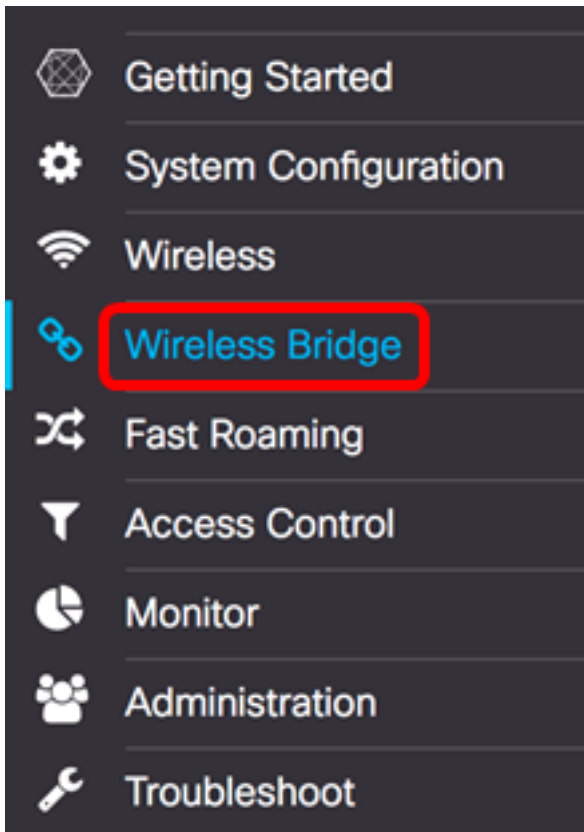 Getting Started
System Configuration
Wireless
Wireless Bridge
Fast Roaming
Access Control
Monitor
Administration
Troubleshoot